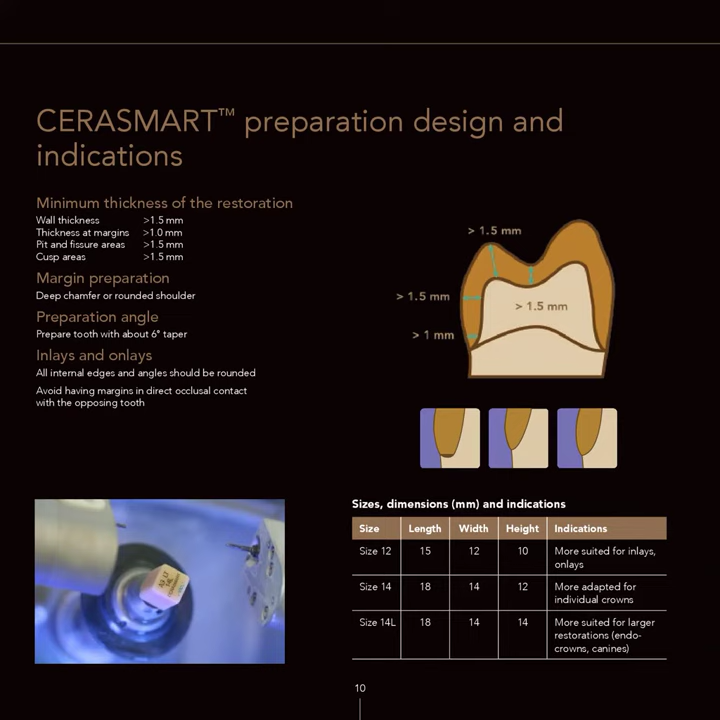 CERASMART™ preparation design and
indications
Minimum thickness of the restoration
Wall thickness >1.5 mm
Thickness at margins >1.0 mm
Pit and fissure areas >1.5 mm
Cusp areas >1.5 mm
Margin preparation
Deep chamfer or rounded shoulder
Preparation angle
Prepare tooth with about 6° taper
Inlays and onlays
All internal edges and angles should be rounded
Avoid having margins in direct occlusal contact
with the opposing tooth
> 1.5 mm
> 1.5 mm
> 1.5 mm
> 1 mm
Sizes, dimensions (mm) and indications
Size Length Width Height Indications
Size 12 15 12 10 More suited for inlays,
onlays
Size 14 18 14 12 More adapted for
individual crowns
Size 14L 18 14 14 More suited for larger
restorations (endo-
crowns, canines)
A3 LT
14L
10